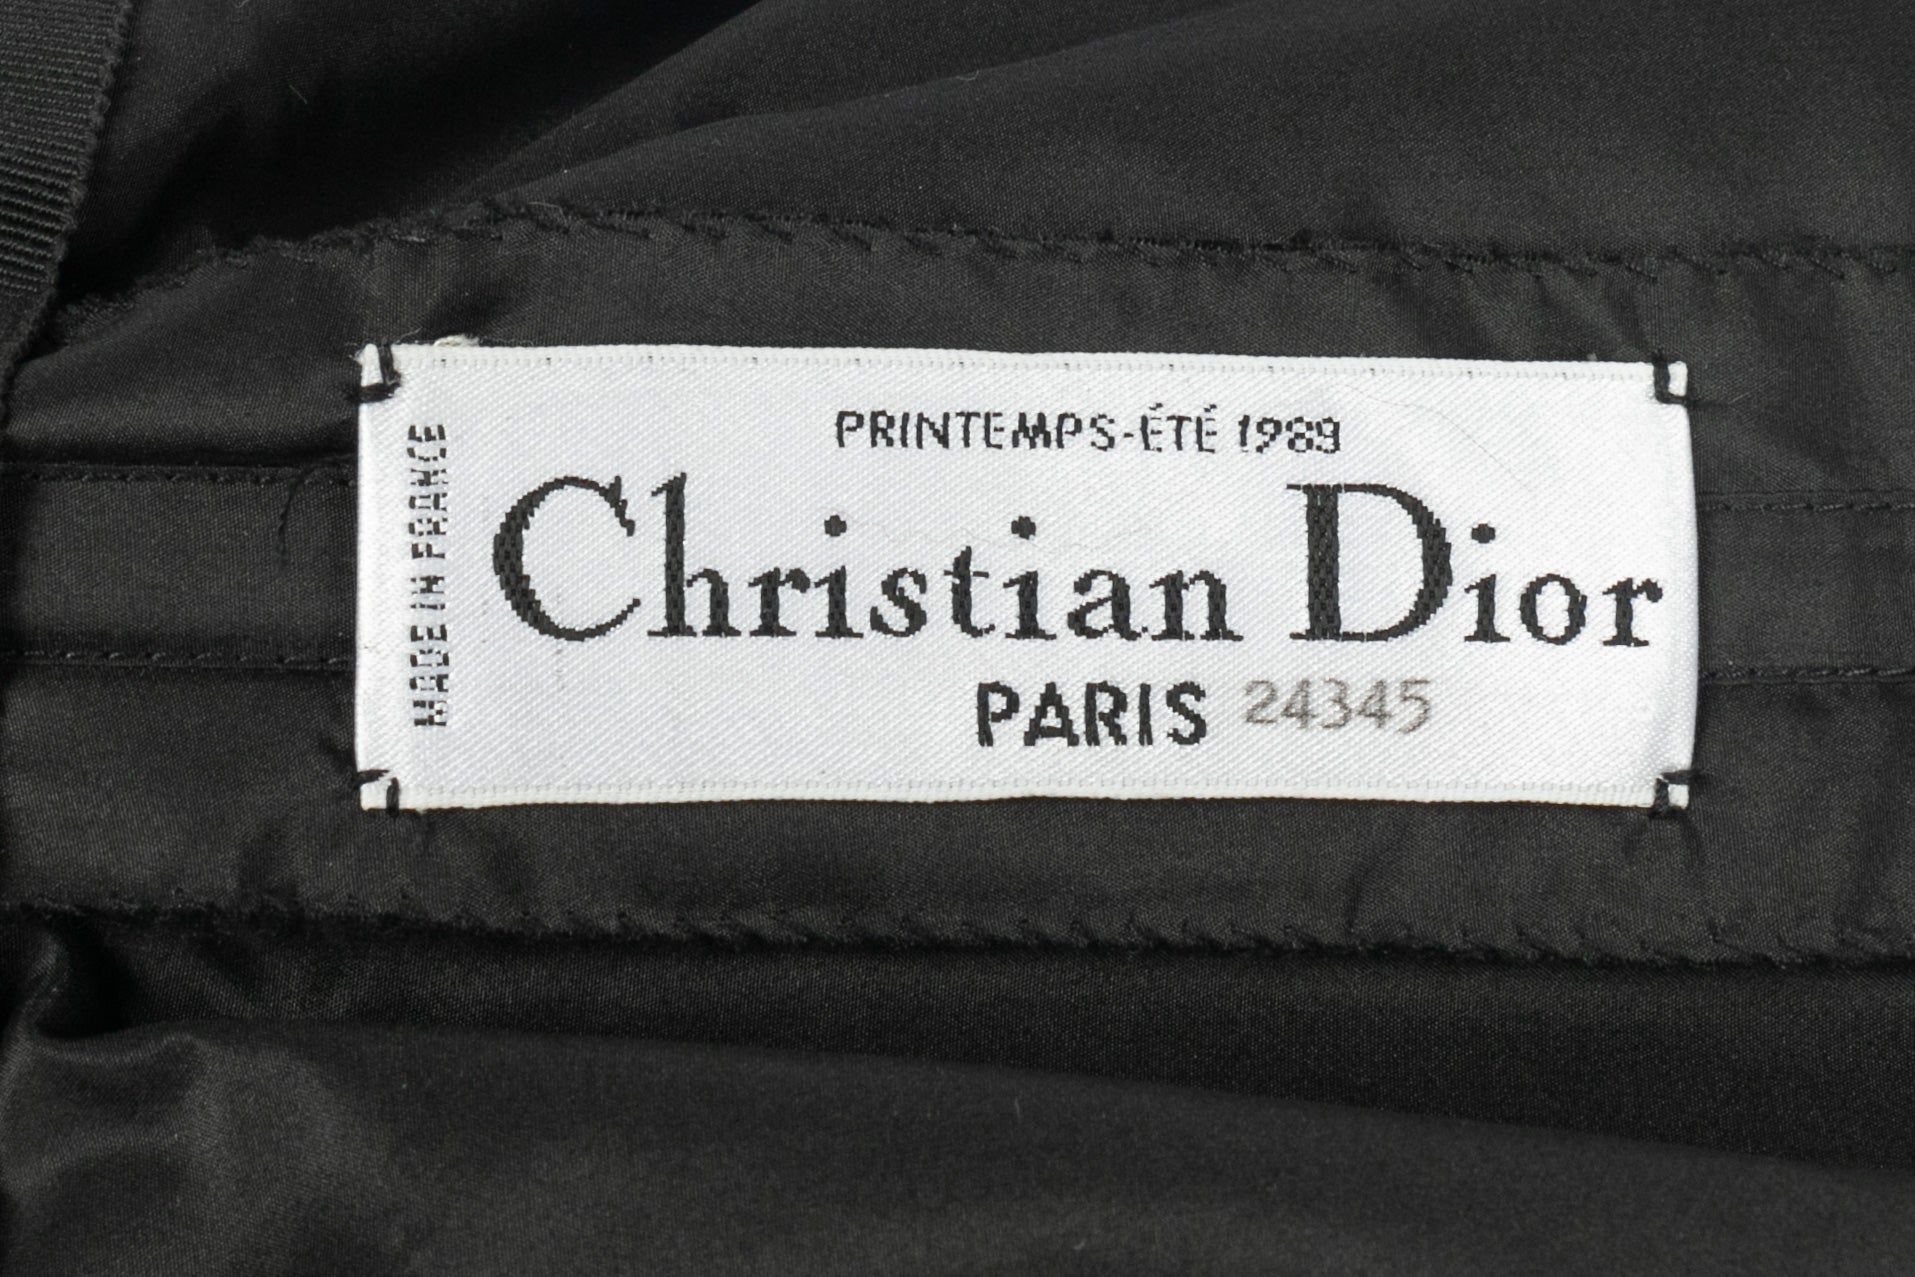 PRINTEMPS-ÉTÉ 1989
Christian Dior
PARIS 24345
MADE IN FRANCE